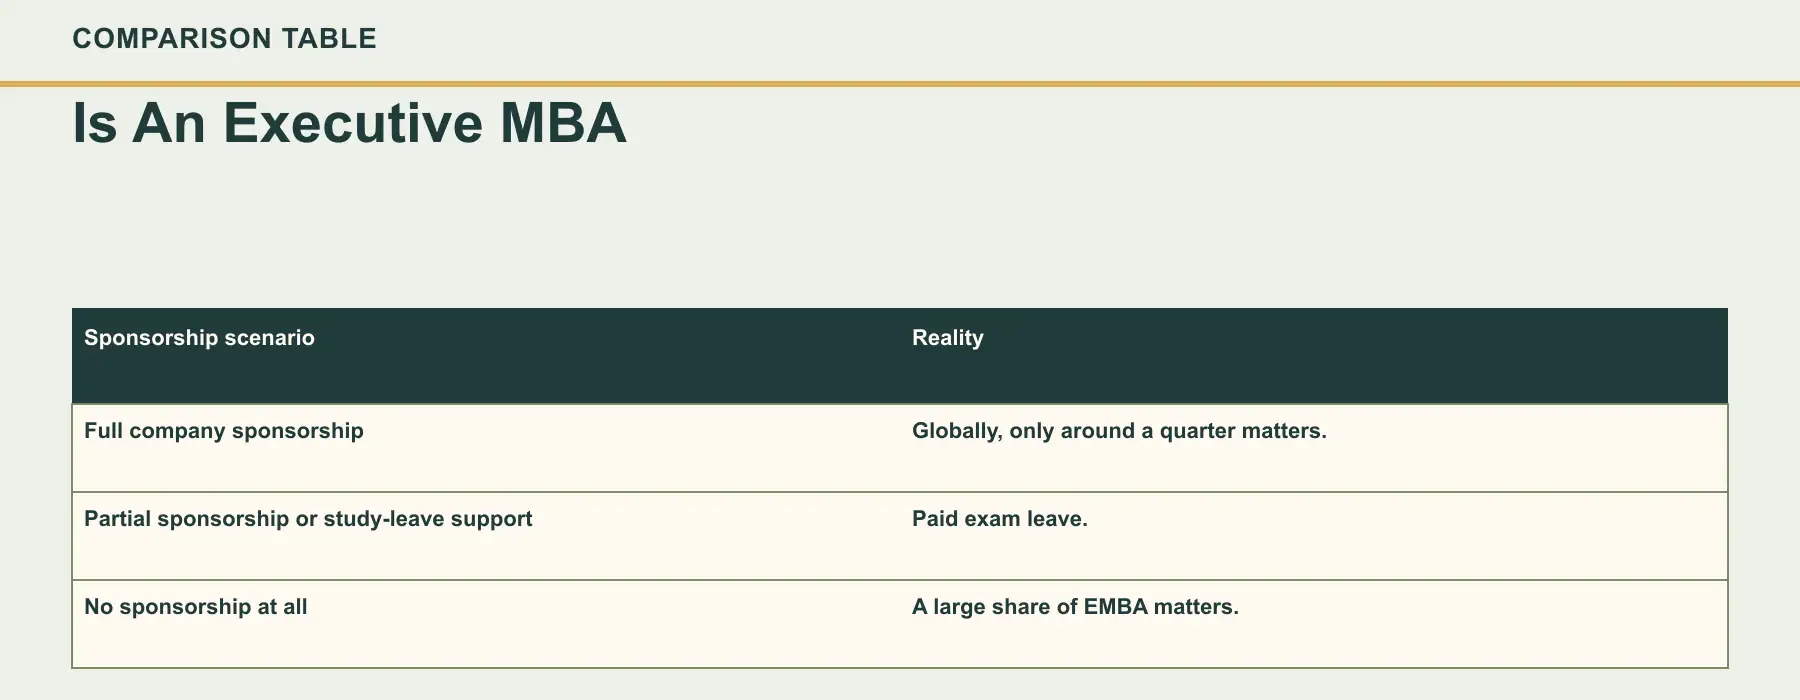 COMPARISON TABLE
Is An Executive MBA
Sponsorship scenario Reality
Full company sponsorship Globally, only around a quarter matters.
Partial sponsorship or study-leave support Paid exam leave.
No sponsorship at all A large share of EMBA matters.